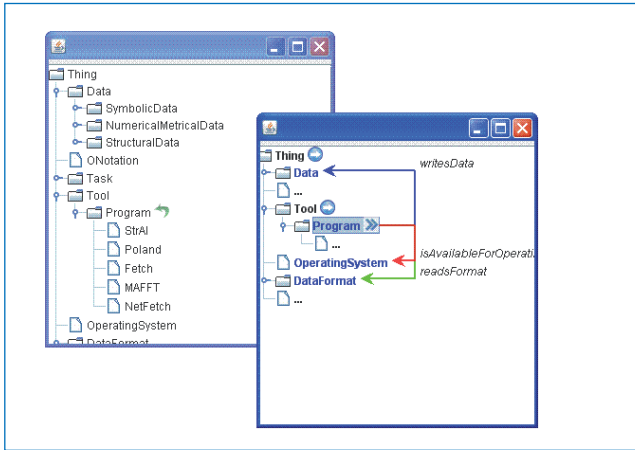 Thing
Data
SymbolicData
NumericalMetricalData
StructuralData
ONotation
Task
Tool
Program
StrAl
Poland
Fetch
MAFFT
NetFetch
OperatingSystem
DataFormat
Thing
writesData
Data
...
Tool
Program
...
isAvailableForOperati
OperatingSystem
readsFormat
DataFormat
...